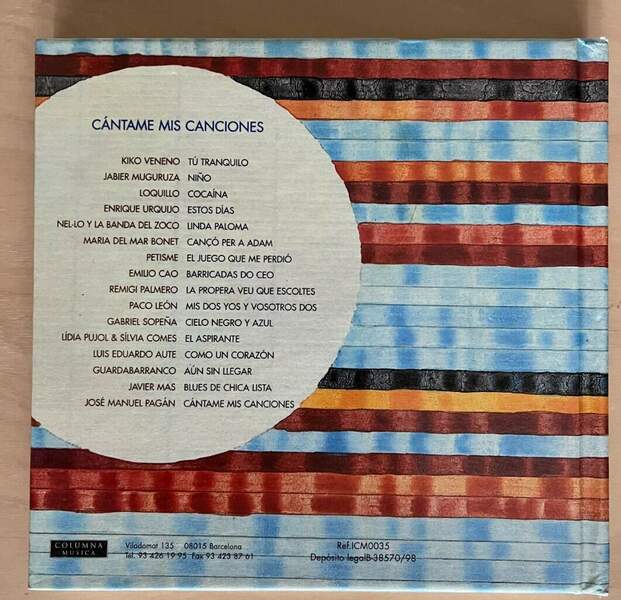 CÁNTAME MIS CANCIONES
KIKO VENENO TÚ TRANQUILO
JABIER MUGURUZA NIÑO
LOQUILLO COCAÍNA
ENRIQUE URQUIJO ESTOS DÍAS
NEL·LO Y LA BANDA DEL ZOCO LINDA PALOMA
MARIA DEL MAR BONET CANÇÓ PER A ADAM
PETISME EL JUEGO QUE ME PERDIÓ
EMILIO CAO BARRICADAS DO CEO
REMIGI PALMERO LA PROPERA VEU QUE ESCOLTES
PACO LEÓN MIS DOS YOS Y VOSOTROS DOS
GABRIEL SOPEÑA CIELO NEGRO Y AZUL
LÍDIA PUJOL & SÍLVIA COMES EL ASPIRANTE
LUIS EDUARDO AUTE COMO UN CORAZÓN
GUARDABARRANCO AÚN SIN LLEGAR
JAVIER MAS BLUES DE CHICA LISTA
JOSÉ MANUEL PAGÁN CÁNTAME MIS CANCIONES
COLUMNA MUSICA
Viladomat 135 08015 Barcelona
Tel. 93 426 19 95 Fax 93 423 87 61
Ref.ICM0035
Depósito legalB-38570/98